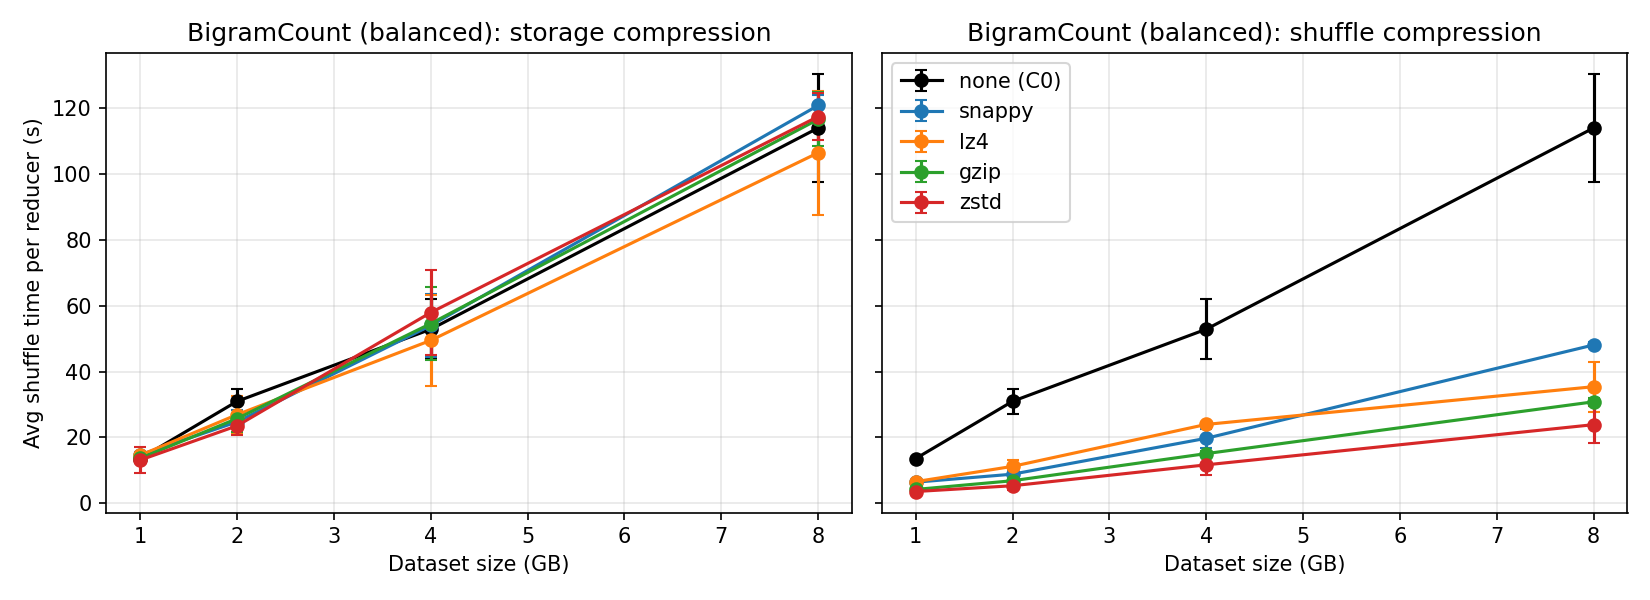 BigramCount (balanced): storage compression
Avg shuffle time per reducer (s)
120
100
80
60
40
20
0
1 2 3 4 5 6 7 8
Dataset size (GB)
BigramCount (balanced): shuffle compression
none (C0)
snappy
lz4
gzip
zstd
1 2 3 4 5 6 7 8
Dataset size (GB)